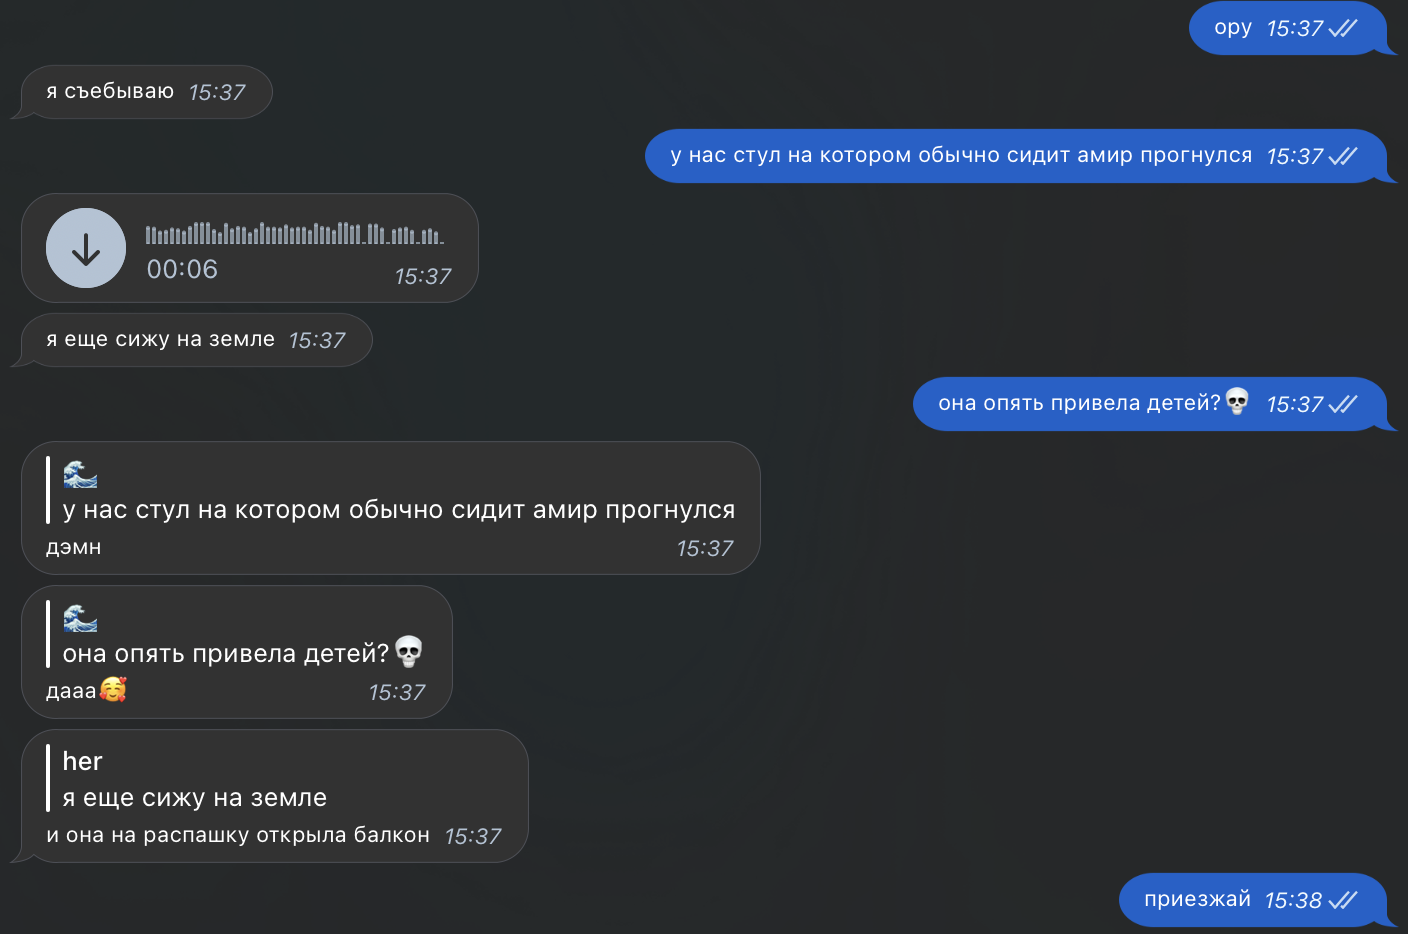 ору 15:37
я съебываю 15:37
у нас стул на котором обычно сидит амир прогнулся 15:37
00:06 15:37
я еще сижу на земле 15:37
она опять привела детей?💀 15:37
🌊
у нас стул на котором обычно сидит амир прогнулся
дэмн 15:37
🌊
она опять привела детей?💀
дааа🥰 15:37
her
я еще сижу на земле
и она на распашку открыла балкон 15:37
приезжай 15:38